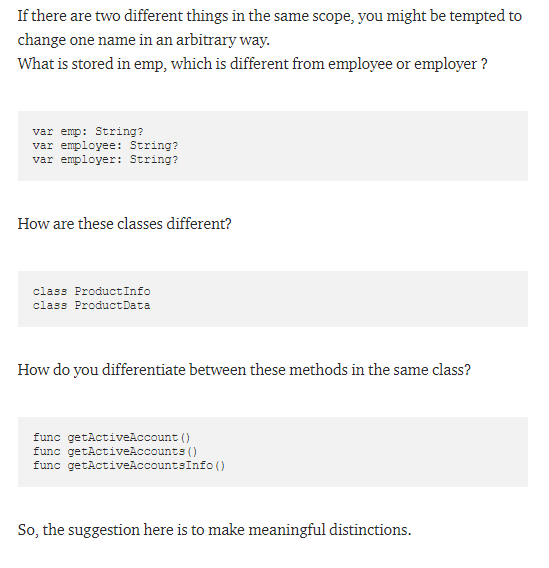 If there are two different things in the same scope, you might be tempted to
change one name in an arbitrary way.
What is stored in emp, which is different from employee or employer ?
var emp: String?
var employee: String?
var employer: String?
How are these classes different?
class ProductInfo
class ProductData
How do you differentiate between these methods in the same class?
func getActiveAccount()
func getActiveAccounts()
func getActiveAccountsInfo()
So, the suggestion here is to make meaningful distinctions.